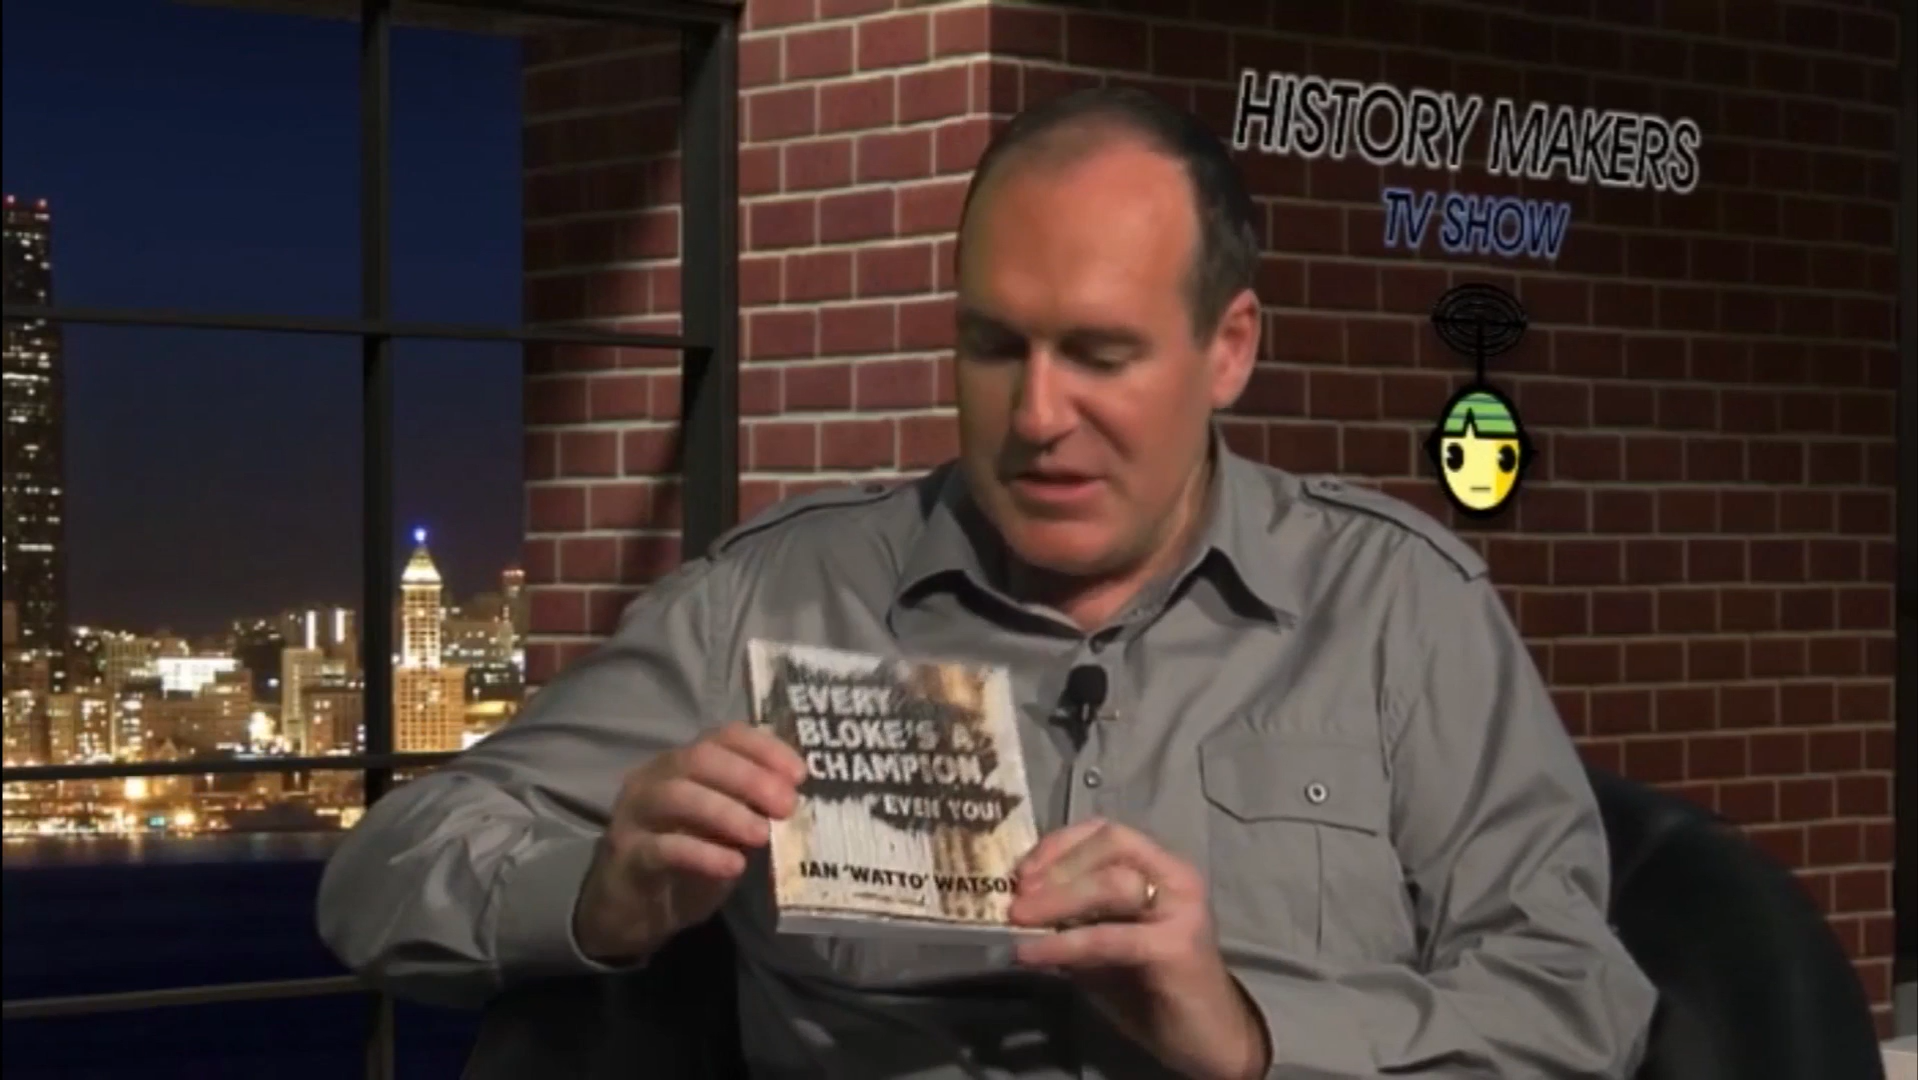 HISTORY MAKERS
TV SHOW
EVERY
BLOKE'S A
CHAMPION
EVEN YOU!
IAN 'WATTO' WATSON